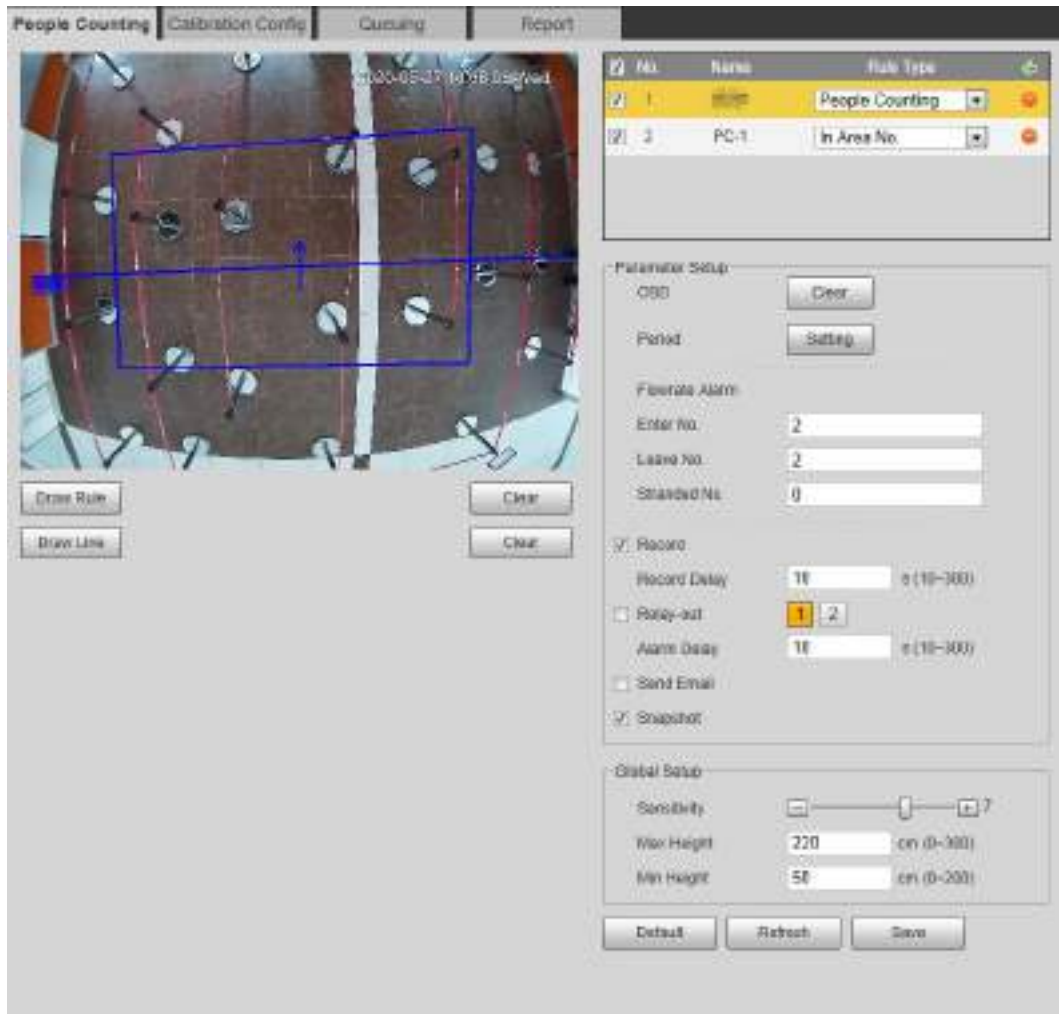 People Counting Calibration Config Queuing Report
No. Name Rule Type
1 People Counting
2 PC-1 In Area No.
Parameter Setup
OSD Clear
Period Setting
Flowrate Alarm
Enter No. 2
Leave No. 2
Stranded No. 0
Draw Rule Clear
Draw Line Clear
Record
Record Delay 10 s (10~300)
Relay-out 1 2
Alarm Delay 10 s (10~300)
Send Email
Snapshot
Global Setup
Sensitivity 7
Max Height 220 cm (0~300)
Min Height 50 cm (0~200)
Default Refresh Save